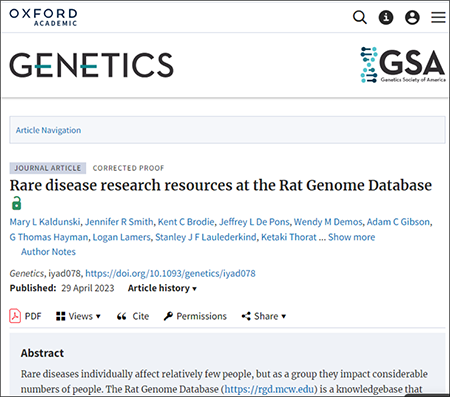 OXFORD
ACADEMIC
GENETICS
GSA
Genetics Society of America
Article Navigation
JOURNAL ARTICLE CORRECTED PROOF
Rare disease research resources at the Rat Genome Database
Mary L Kaldunski, Jennifer R Smith, Kent C Brodie, Jeffrey L De Pons, Wendy M Demos, Adam C Gibson,
G Thomas Hayman, Logan Lamers, Stanley J F Laulederkind, Ketaki Thorat ... Show more
Author Notes
Genetics, iyad078, https://doi.org/10.1093/genetics/iyad078
Published: 29 April 2023 Article history
PDF Views Cite Permissions Share
Abstract
Rare diseases individually affect relatively few people, but as a group they impact considerable
numbers of people. The Rat Genome Database (https://rgd.mcw.edu) is a knowledgebase that